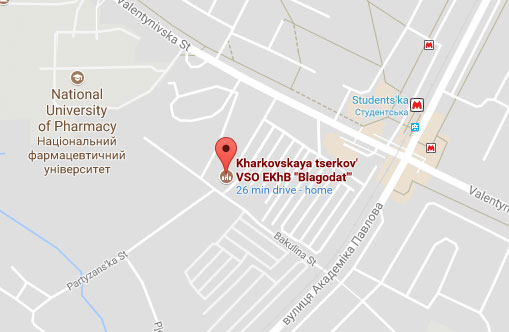 Valentynivska St
M
National
University
of Pharmacy
Національний
фармацевтичний
університет
Students'ka
Студентська
M
M
Kharkovskaya tserkov'
VSO EKhB "Blagodat'"
26 min drive - home
Valentynivs
Partyzans'ka St
Bakulina St
вулиця Академіка Павлова